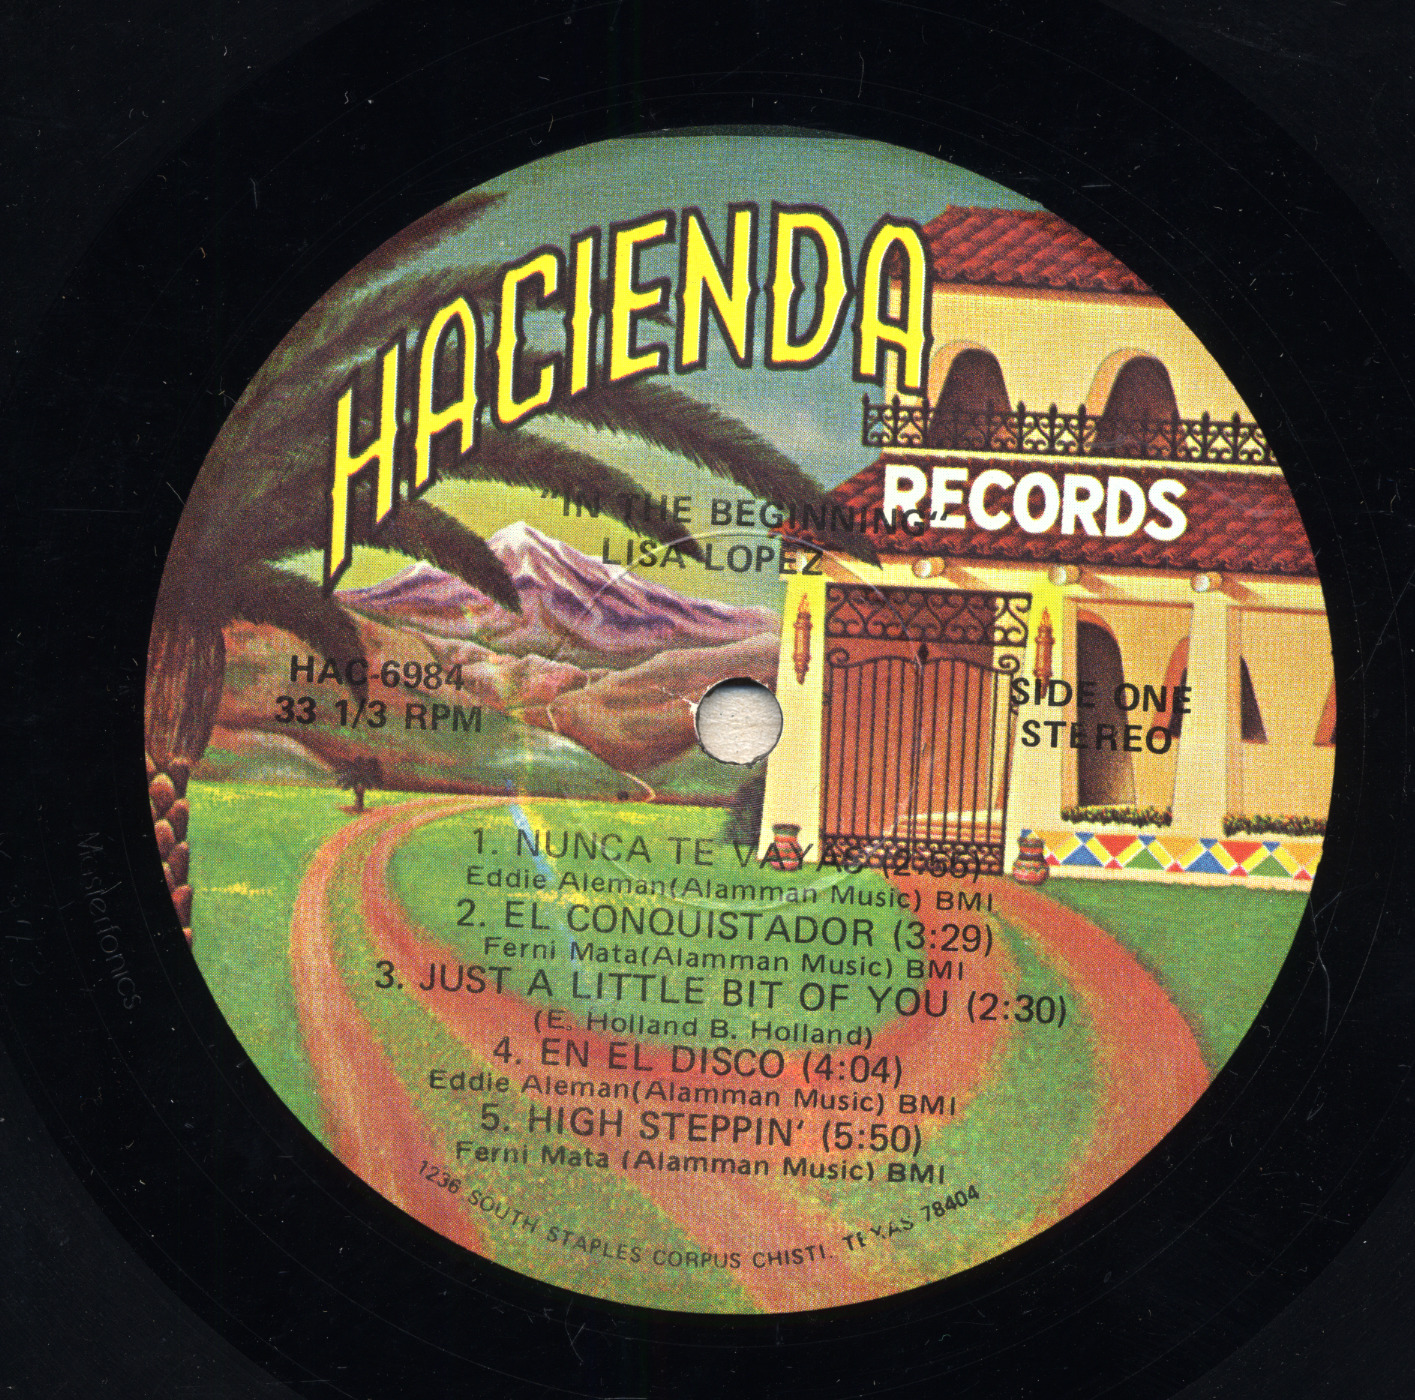 HACIENDA
RECORDS
"IN THE BEGINNING"
LISA LOPEZ
HAC-6984
33 1/3 RPM
SIDE ONE
STEREO
1. NUNCA TE VAYAS (2:56)
Eddie Aleman(Alamman Music) BMI
2. EL CONQUISTADOR (3:29)
Ferni Mata(Alamman Music) BMI
3. JUST A LITTLE BIT OF YOU (2:30)
(E. Holland B. Holland)
4. EN EL DISCO (4:04)
Eddie Aleman(Alamman Music) BMI
5. HIGH STEPPIN' (5:50)
Ferni Mata (Alamman Music) BMI
1236 SOUTH STAPLES CORPUS CHISTI. TEXAS 78404
Masterfonics